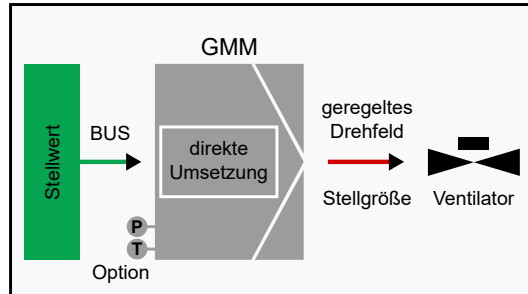 GMM
Stellwert
BUS
direkte
Umsetzung
geregeltes
Drehfeld
Stellgröße
Ventilator
P
T
Option